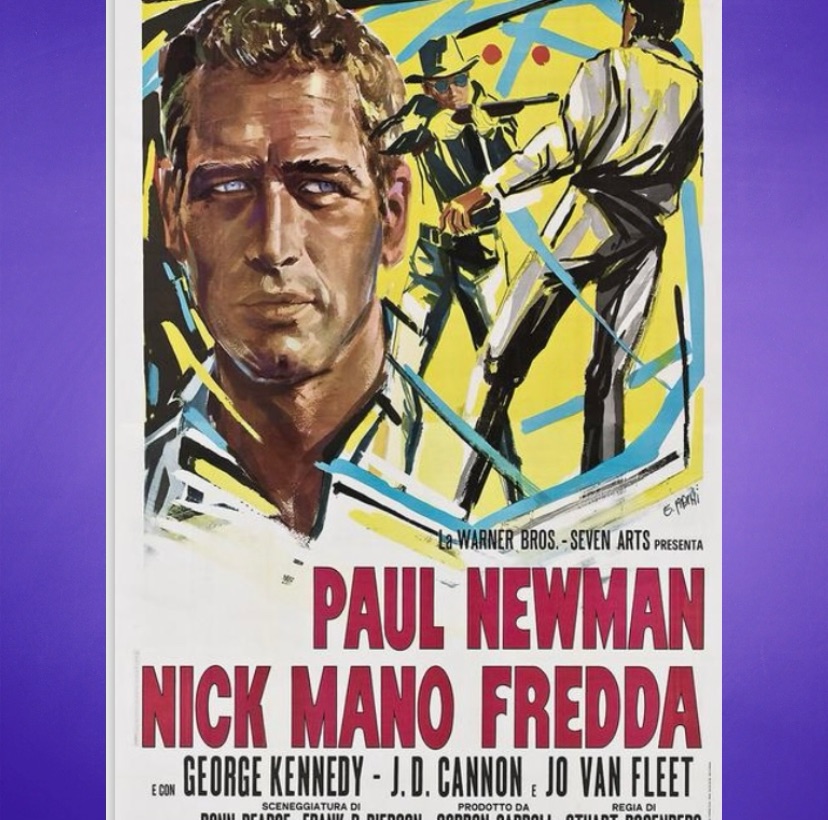 La WARNER BROS. - SEVEN ARTS PRESENTA
PAUL NEWMAN
NICK MANO FREDDA
E CON GEORGE KENNEDY - J.D. CANNON E JO VAN FLEET
SCENEGGIATURA DI PRODOTTO DA REGIA DI